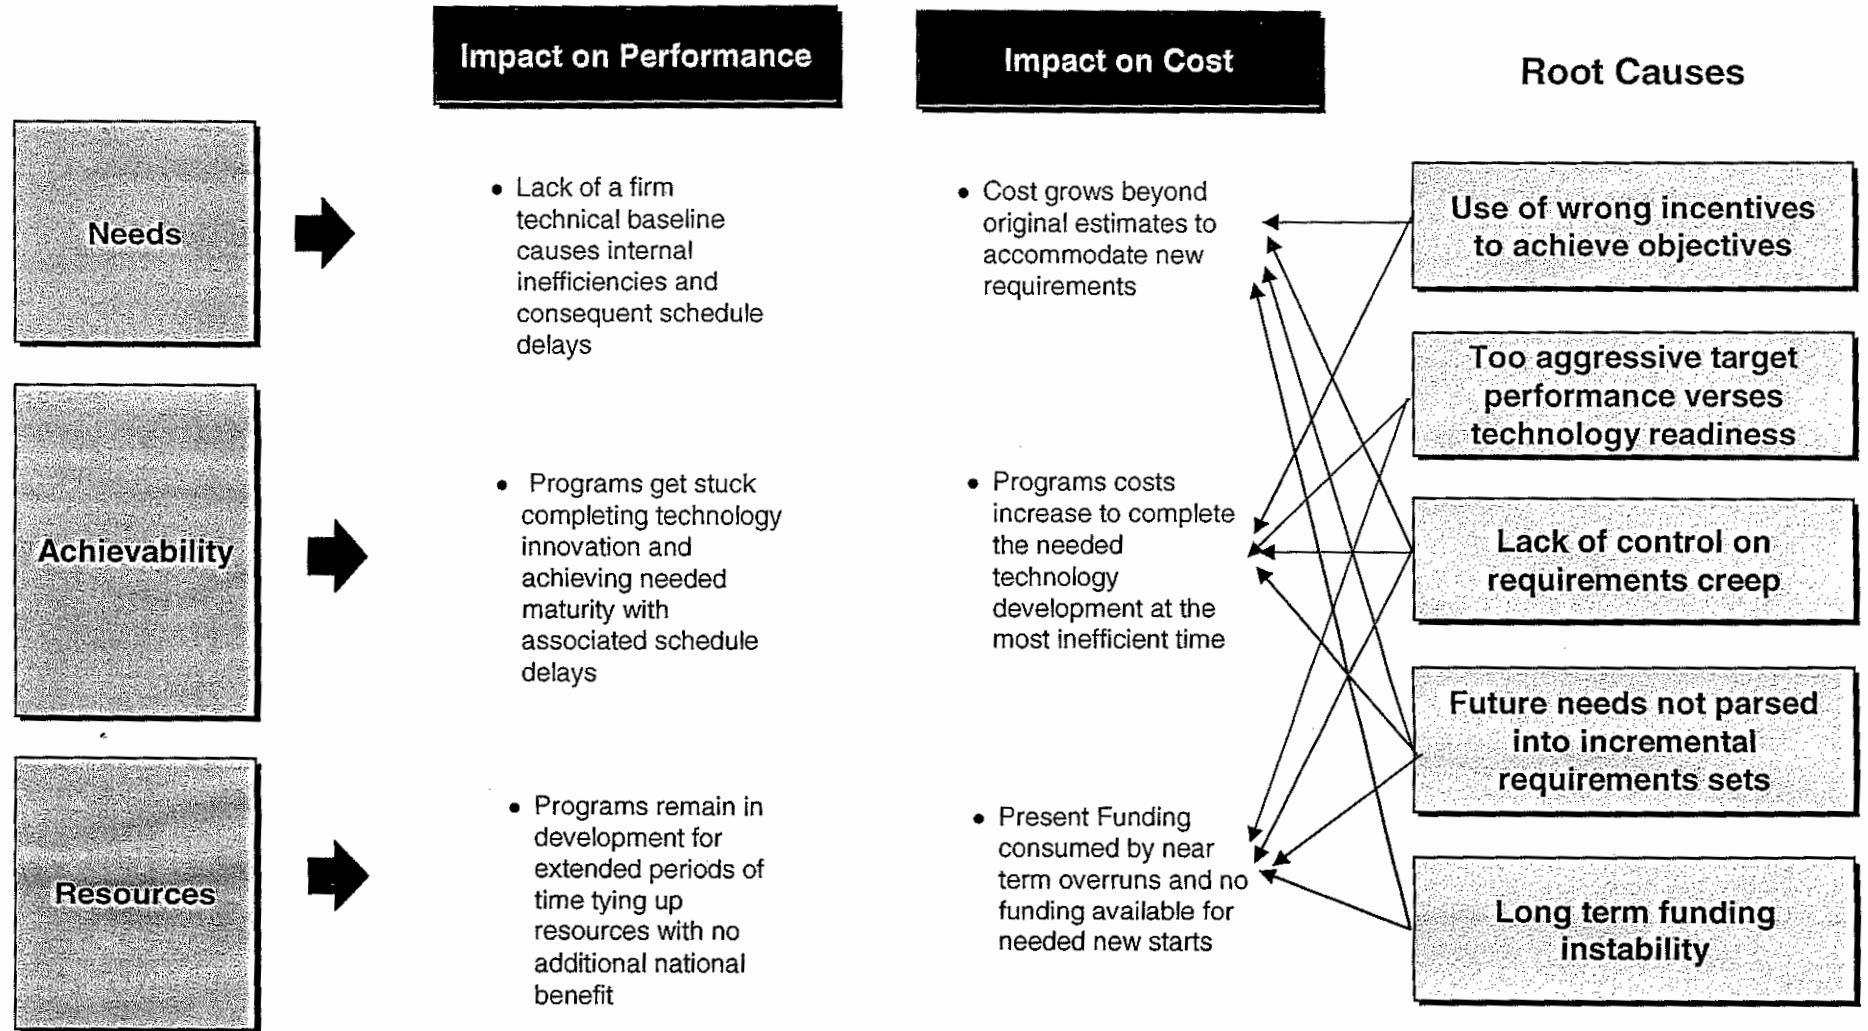 Impact on Performance
Impact on Cost
Root Causes
Needs
• Lack of a firm
technical baseline
causes internal
inefficiencies and
consequent schedule
delays
• Cost grows beyond
original estimates to
accommodate new
requirements
Use of wrong incentives
to achieve objectives
Too aggressive target
performance verses
technology readiness
Achievability
• Programs get stuck
completing technology
innovation and
achieving needed
maturity with
associated schedule
delays
• Programs costs
increase to complete
the needed
technology
development at the
most inefficient time
Lack of control on
requirements creep
Future needs not parsed
into incremental
requirements sets
Resources
• Programs remain in
development for
extended periods of
time tying up
resources with no
additional national
benefit
• Present Funding
consumed by near
term overruns and no
funding available for
needed new starts
Long term funding
instability